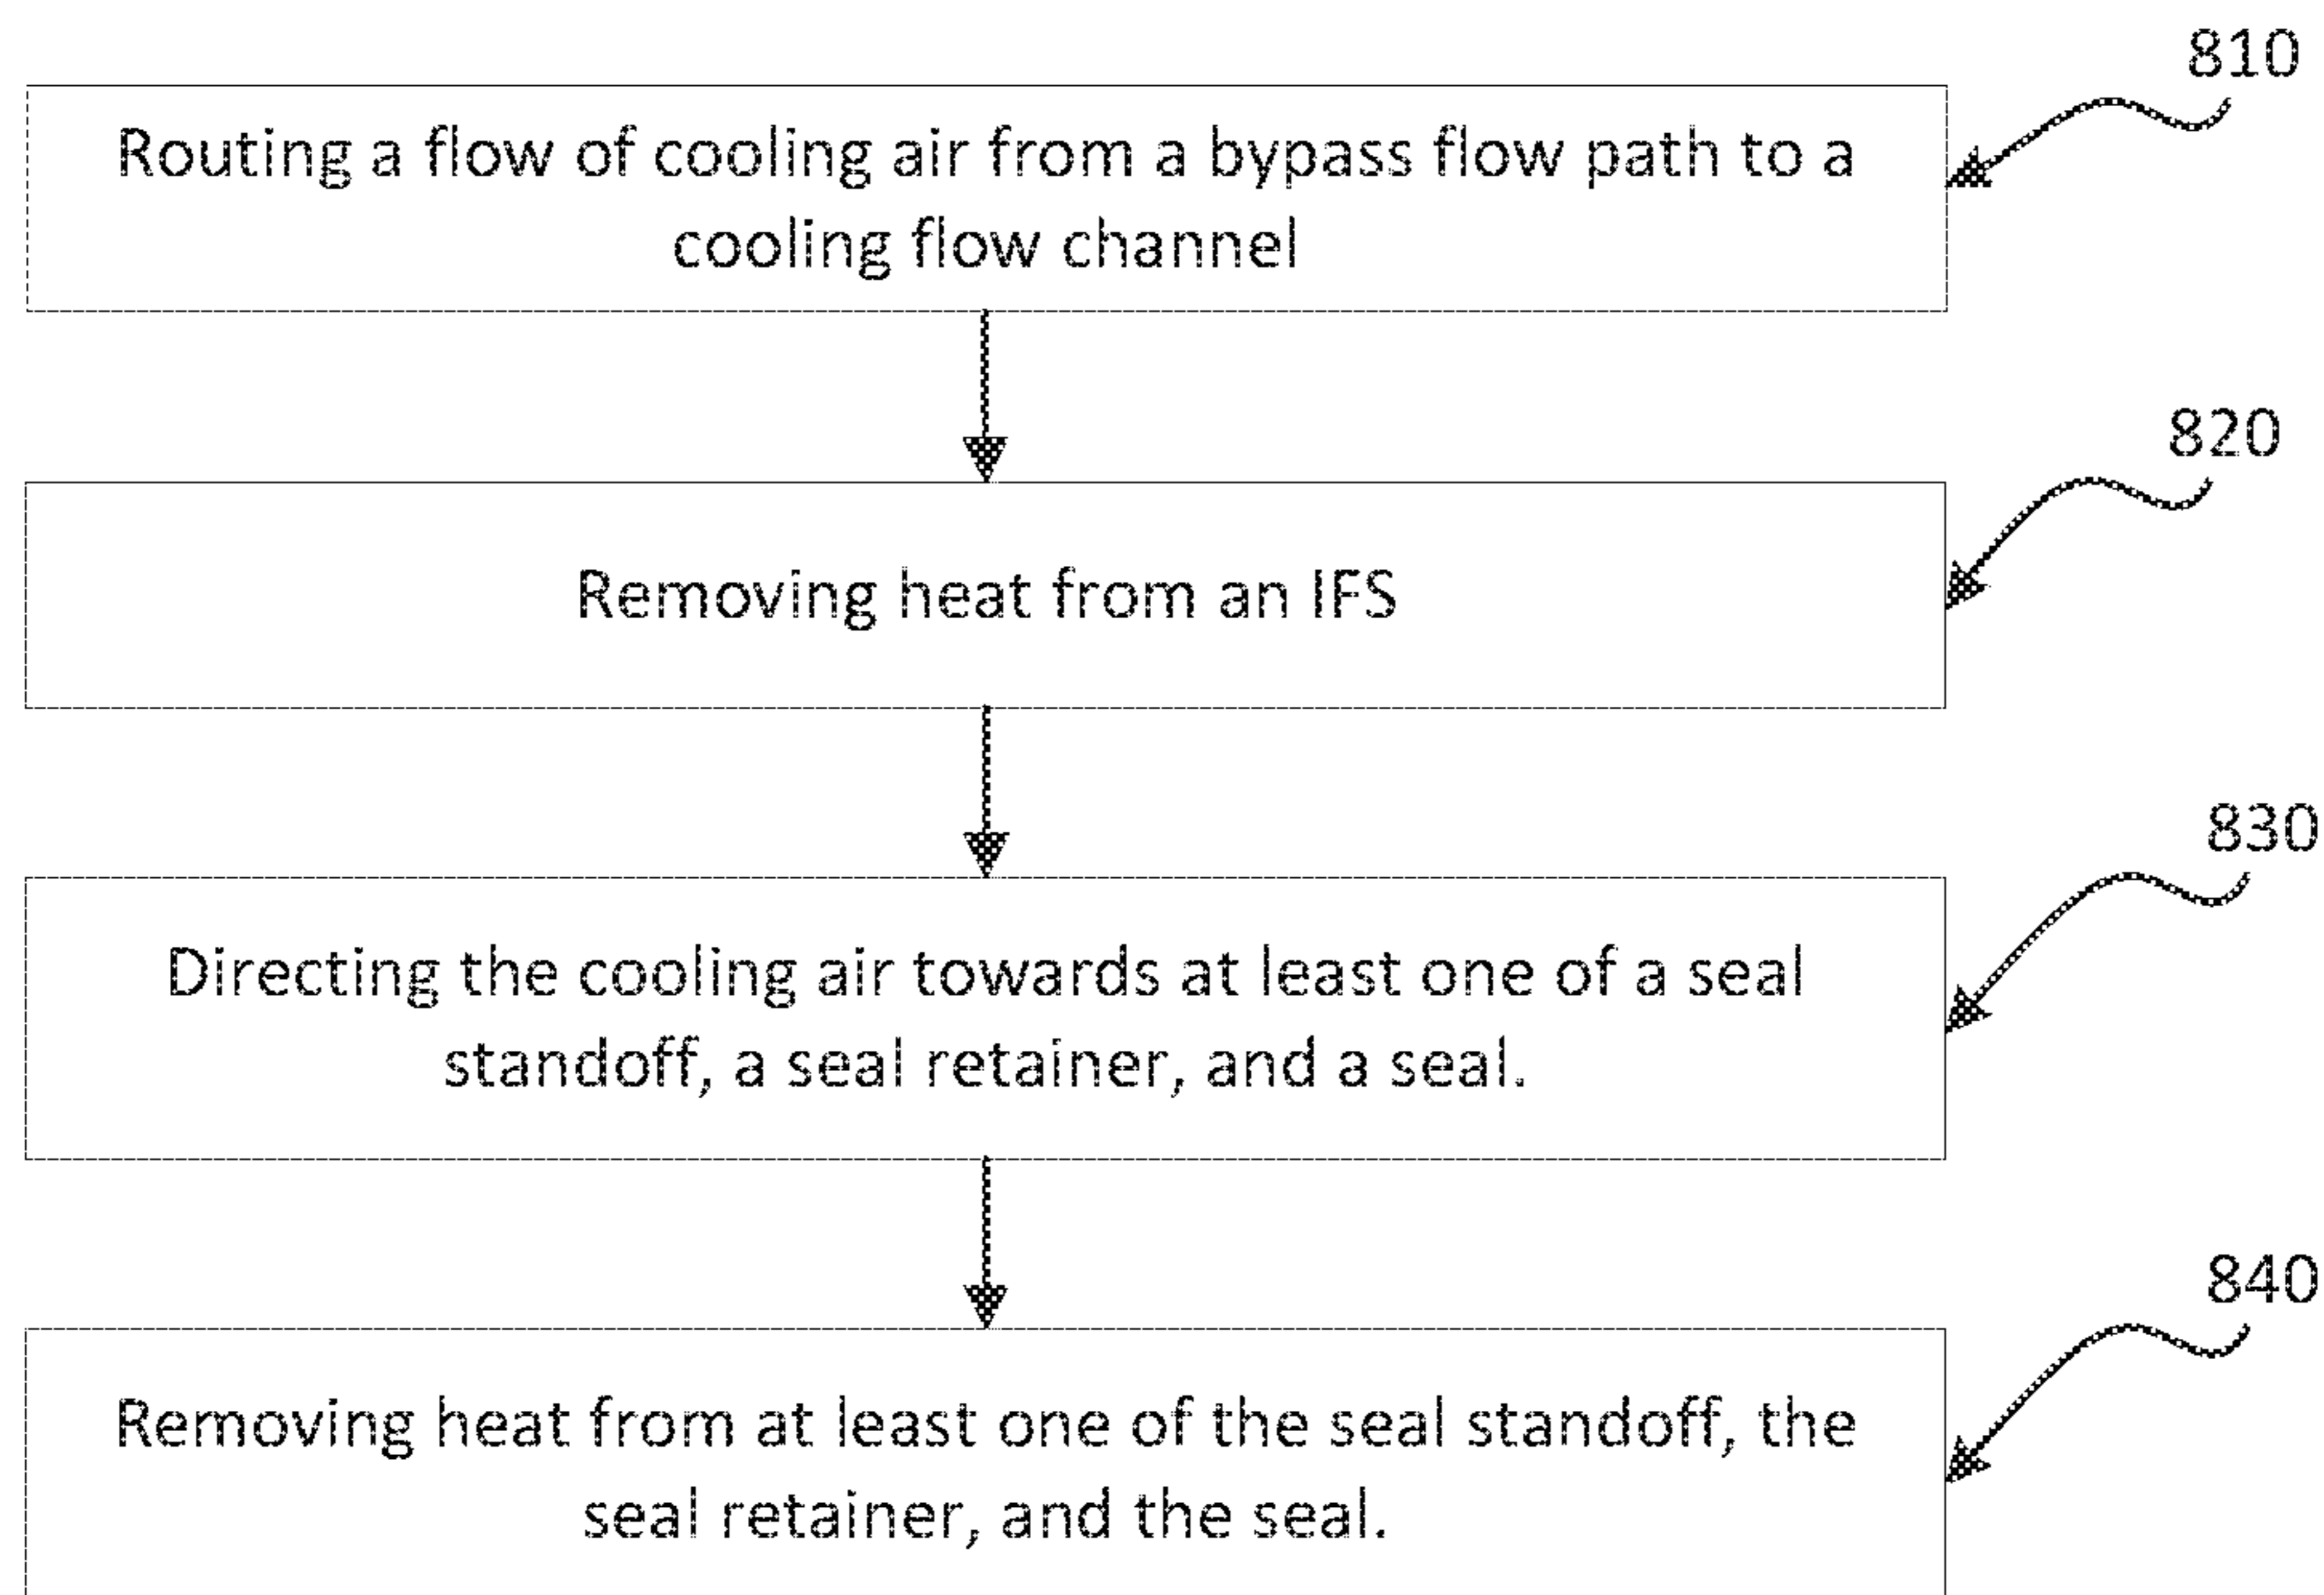 810
Routing a flow of cooling air from a bypass flow path to a
cooling flow channel
820
Removing heat from an IFS
830
Directing the cooling air towards at least one of a seal
standoff, a seal retainer, and a seal.
840
Removing heat from at least one of the seal standoff, the
seal retainer, and the seal.